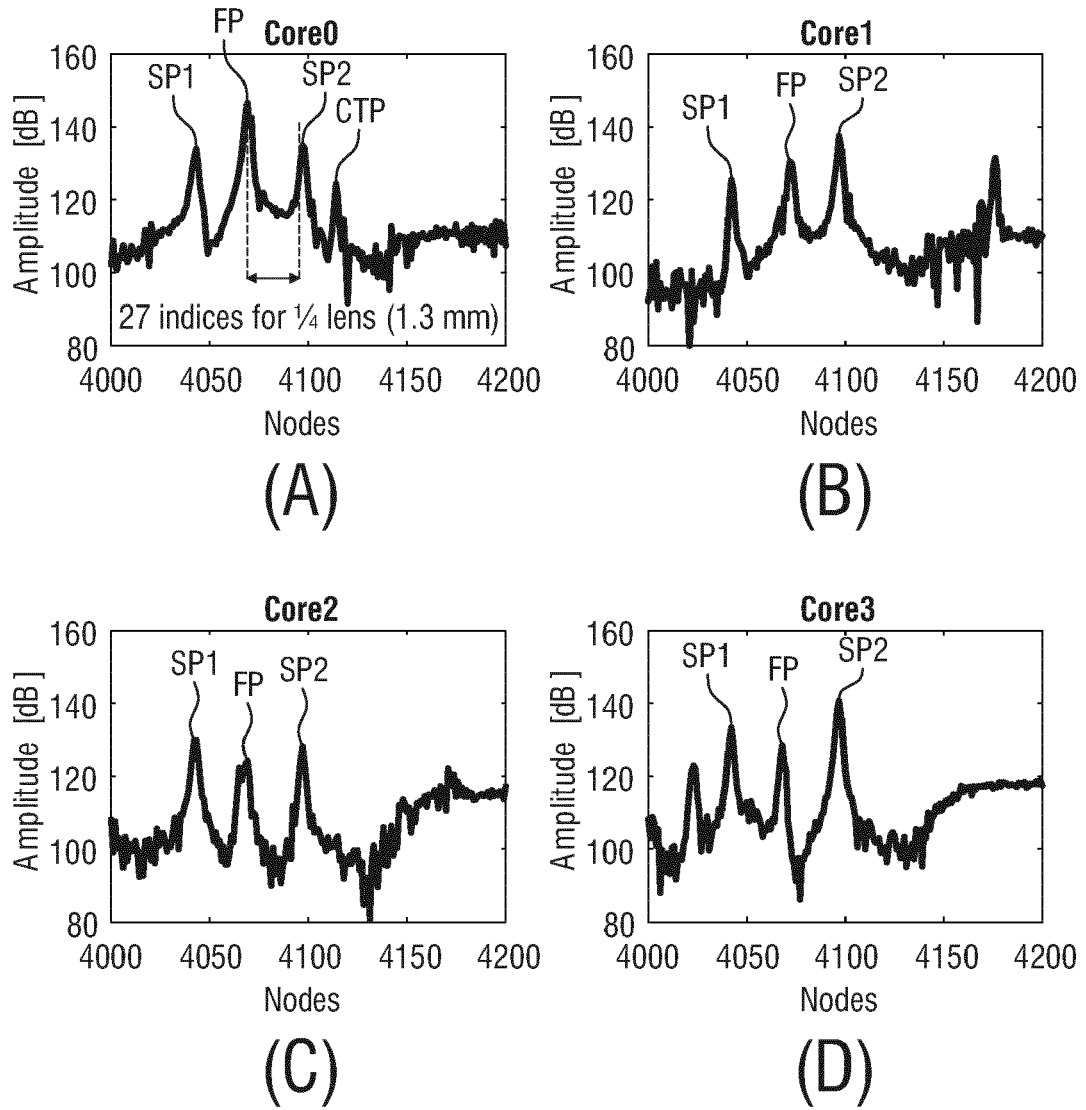 Core0
FP
SP1
SP2
CTP
Amplitude [dB]
160
140
120
100
80
27 indices for ¼ lens (1.3 mm)
4000 4050 4100 4150 4200
Nodes
(A)
Core1
SP1
FP
SP2
Amplitude [dB]
160
140
120
100
80
4000 4050 4100 4150 4200
Nodes
(B)
Core2
SP1
FP
SP2
Amplitude [dB]
160
140
120
100
80
4000 4050 4100 4150 4200
Nodes
(C)
Core3
SP1
FP
SP2
Amplitude [dB]
160
140
120
100
80
4000 4050 4100 4150 4200
Nodes
(D)